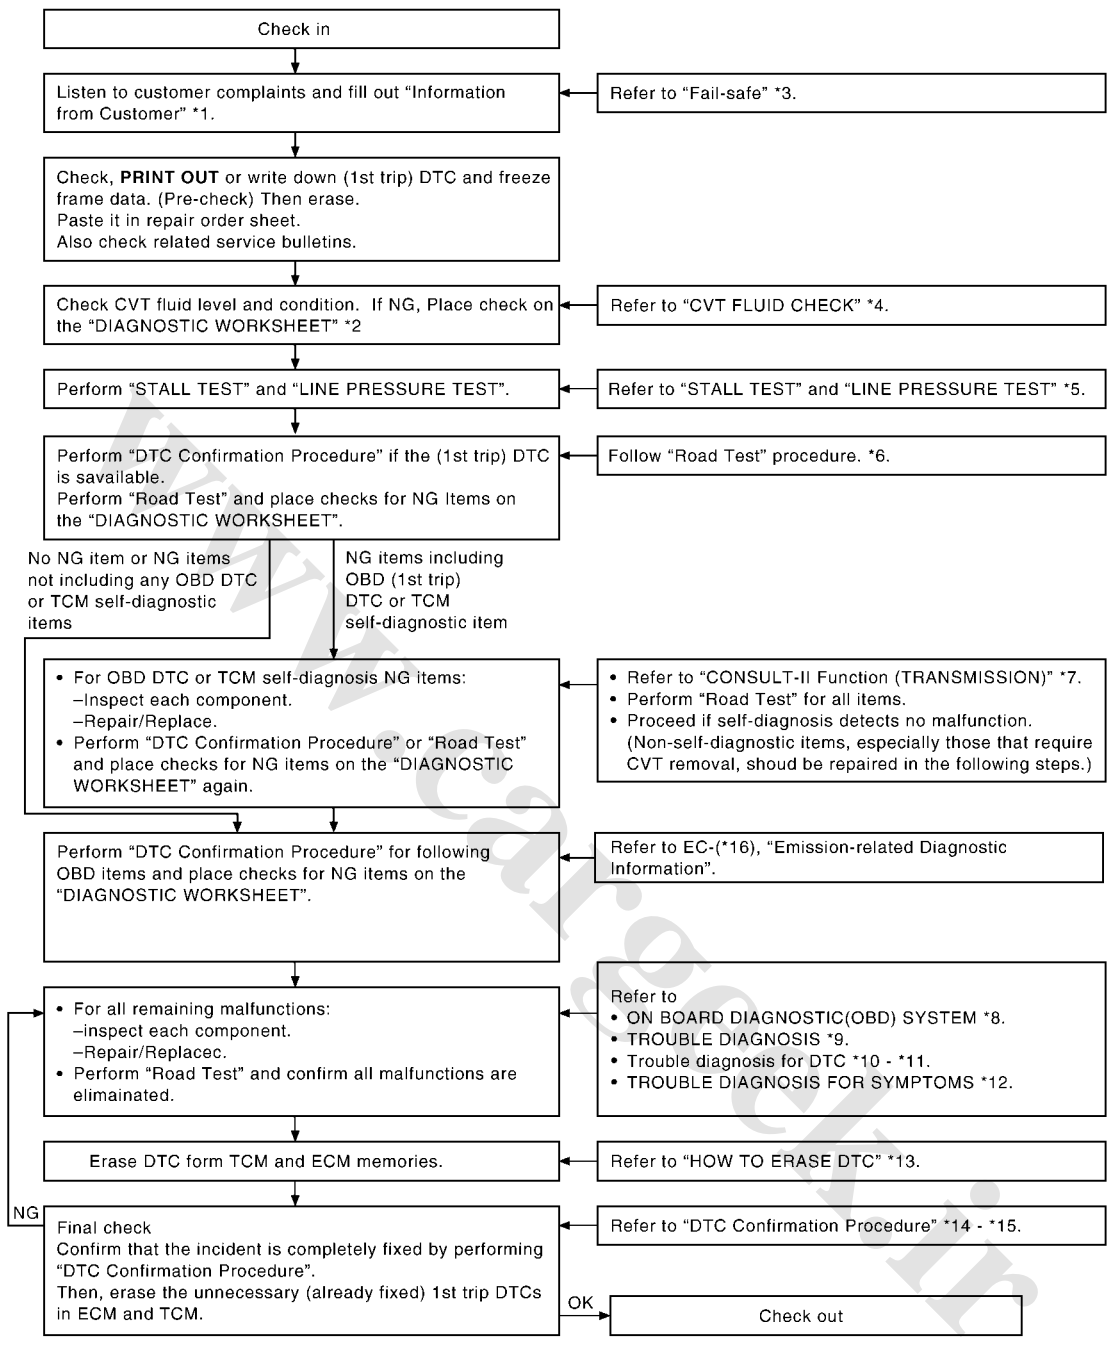 Check in
Listen to customer complaints and fill out “Information
from Customer” *1.
Refer to “Fail-safe” *3.
Check, PRINT OUT or write down (1st trip) DTC and freeze
frame data. (Pre-check) Then erase.
Paste it in repair order sheet.
Also check related service bulletins.
Check CVT fluid level and condition. If NG, Place check on
the “DIAGNOSTIC WORKSHEET” *2
Refer to “CVT FLUID CHECK” *4.
Perform “STALL TEST” and “LINE PRESSURE TEST”.
Refer to “STALL TEST” and “LINE PRESSURE TEST” *5.
Perform “DTC Confirmation Procedure” if the (1st trip) DTC
is savailable.
Perform “Road Test” and place checks for NG Items on
the “DIAGNOSTIC WORKSHEET”.
Follow “Road Test” procedure. *6.
No NG item or NG items
not including any OBD DTC
or TCM self-diagnostic
items
NG items including
OBD (1st trip)
DTC or TCM
self-diagnostic item
• For OBD DTC or TCM self-diagnosis NG items:
–Inspect each component.
–Repair/Replace.
• Perform “DTC Confirmation Procedure” or “Road Test”
and place checks for NG items on the “DIAGNOSTIC
WORKSHEET” again.
• Refer to “CONSULT-II Function (TRANSMISSION)” *7.
• Perform “Road Test” for all items.
• Proceed if self-diagnosis detects no malfunction.
(Non-self-diagnostic items, especially those that require
CVT removal, shoud be repaired in the following steps.)
Perform “DTC Confirmation Procedure” for following
OBD items and place checks for NG items on the
“DIAGNOSTIC WORKSHEET”.
Refer to EC-(*16), “Emission-related Diagnostic
Information”.
• For all remaining malfunctions:
–inspect each component.
–Repair/Replacec.
• Perform “Road Test” and confirm all malfunctions are
elimainated.
Refer to
• ON BOARD DIAGNOSTIC(OBD) SYSTEM *8.
• TROUBLE DIAGNOSIS *9.
• Trouble diagnosis for DTC *10 - *11.
• TROUBLE DIAGNOSIS FOR SYMPTOMS *12.
Erase DTC form TCM and ECM memories.
Refer to “HOW TO ERASE DTC” *13.
NG
Final check
Confirm that the incident is completely fixed by performing
“DTC Confirmation Procedure”.
Then, erase the unnecessary (already fixed) 1st trip DTCs
in ECM and TCM.
Refer to “DTC Confirmation Procedure” *14 - *15.
OK
Check out
www.cargeek.ir